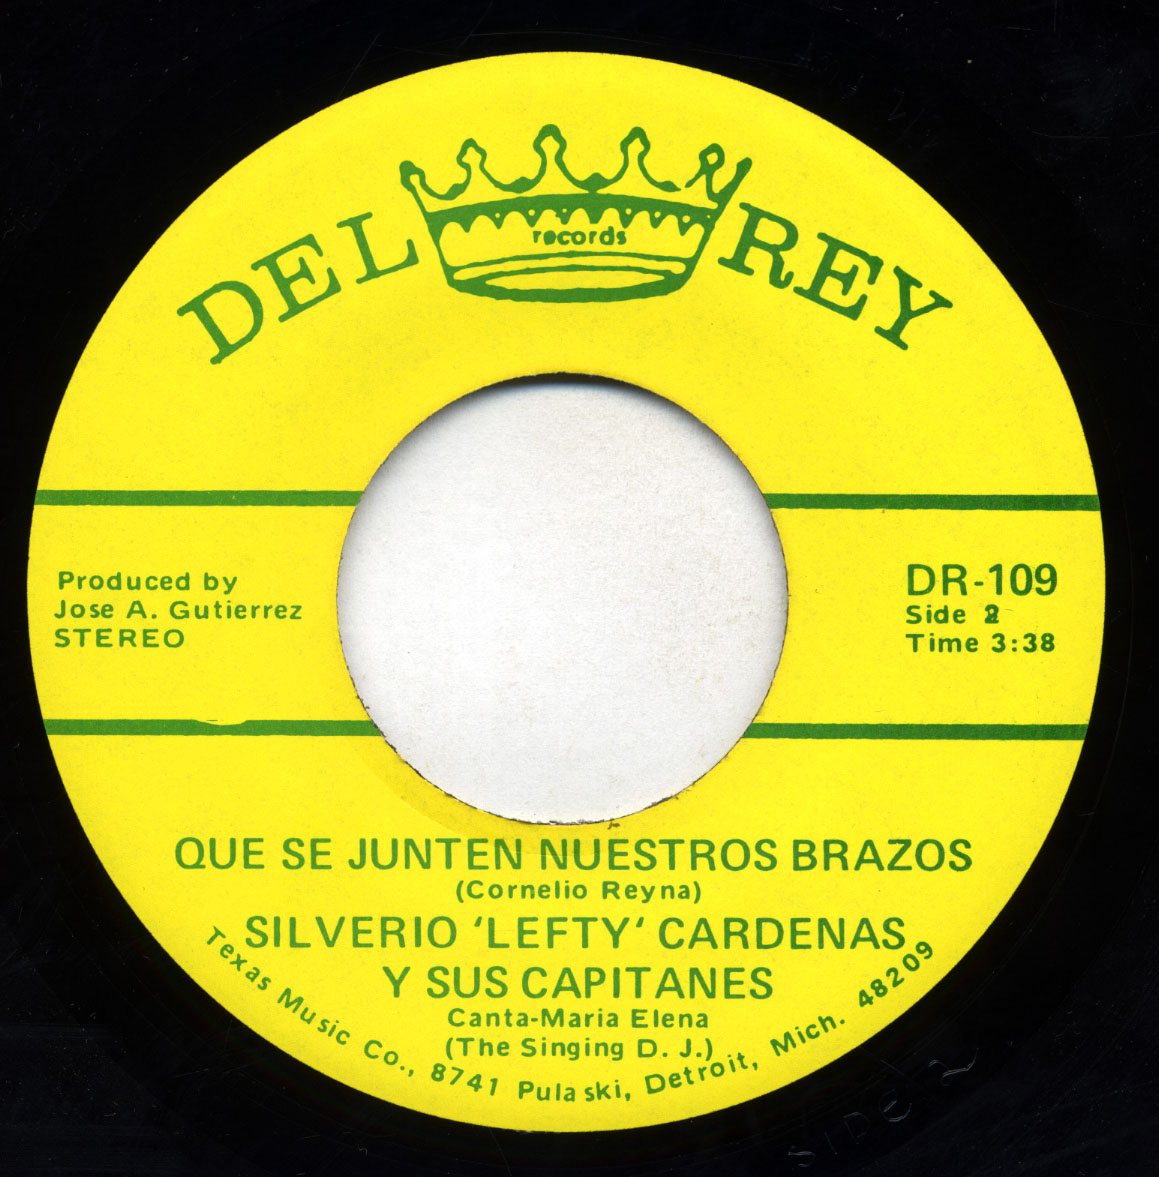 DEL REY
records
Produced by
Jose A. Gutierrez
STEREO
DR-109
Side 2
Time 3:38
QUE SE JUNTEN NUESTROS BRAZOS
(Cornelio Reyna)
SILVERIO 'LEFTY' CARDENAS
Y SUS CAPITANES
Canta-Maria Elena
(The Singing D. J.)
Texas Music Co., 8741 Pulaski, Detroit, Mich. 48209
SIDE 2